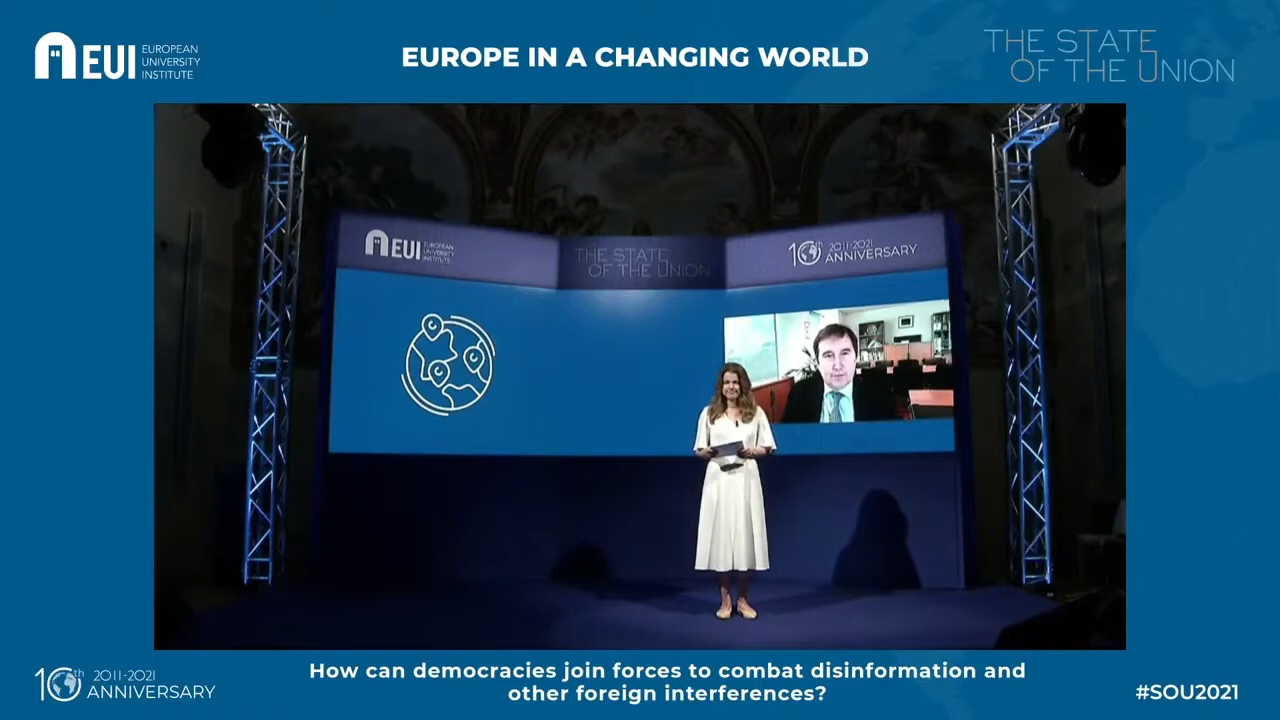 EUI
EUROPEAN
UNIVERSITY
INSTITUTE
EUROPE IN A CHANGING WORLD
THE STATE
OF THE UNION
EUI
EUROPEAN
UNIVERSITY
INSTITUTE
THE STATE
OF THE UNION
10th 2011-2021
ANNIVERSARY
10th 2011-2021
ANNIVERSARY
How can democracies join forces to combat disinformation and
other foreign interferences?
#SOU2021